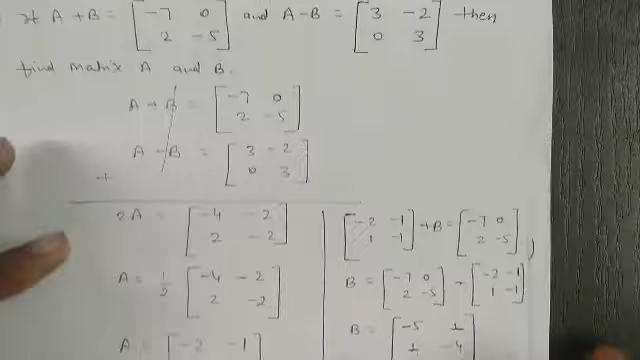 If A + B = [ -7 0 2 -5 ] and A - B = [ 3 -2 0 3 ] then
find matrix A and B.
A + B = [ -7 0 2 -5 ]
A - B = [ 3 -2 0 3 ]
+
2A = [ -4 -2 2 -2 ]
A = 1/2 [ -4 -2 2 -2 ]
A = [ -2 -1
[ -2 -1 1 -1 ] + B = [ -7 0 2 -5 ]
B = [ -7 0 2 -5 ] - [ -2 -1 1 -1 ]
B = [ -5 1 1 -4 ]